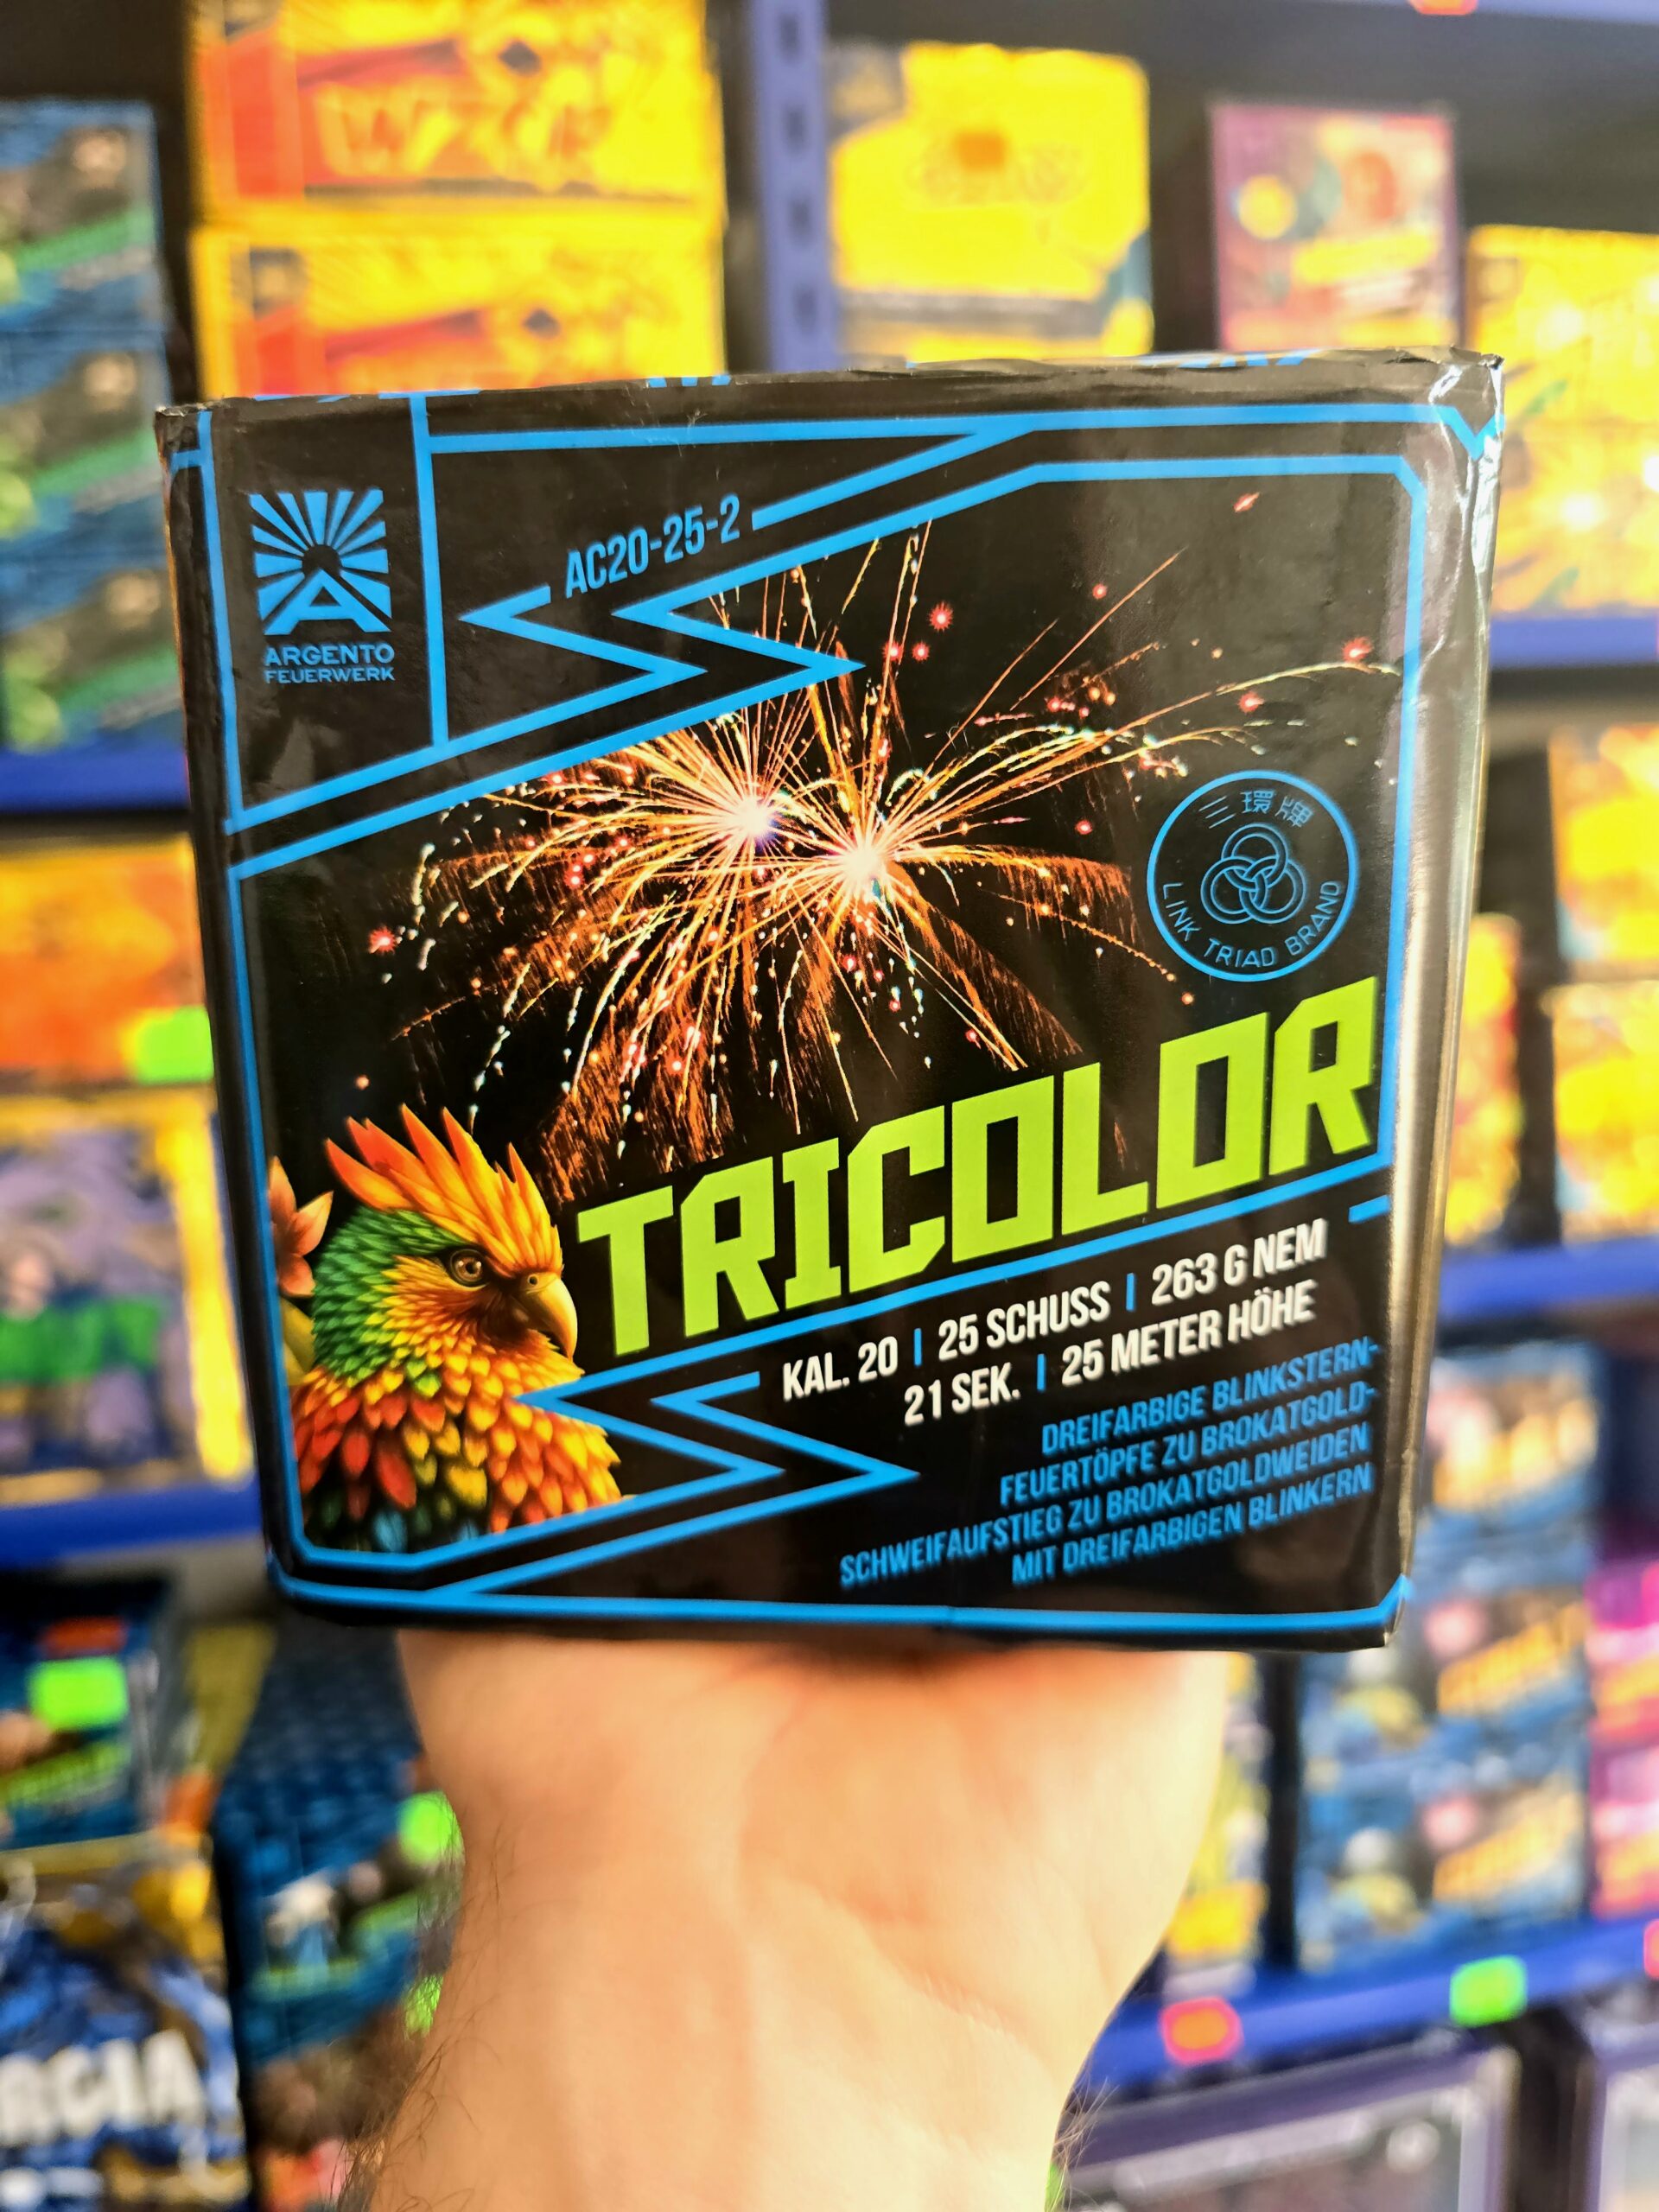 AC20-25-2
ARGENTO
FEUERWERK
三環牌
LINK TRIAD BRAND
TRICOLOR
KAL. 20 | 25 SCHUSS | 263 G NEM
21 SEK. | 25 METER HÖHE
DREIFARBIGE BLINKSTERN-
FEUERTÖPFE ZU BROKATGOLD-
SCHWEIFAUFSTIEG ZU BROKATGOLDWEIDEN
MIT DREIFARBIGEN BLINKERN
RCIA